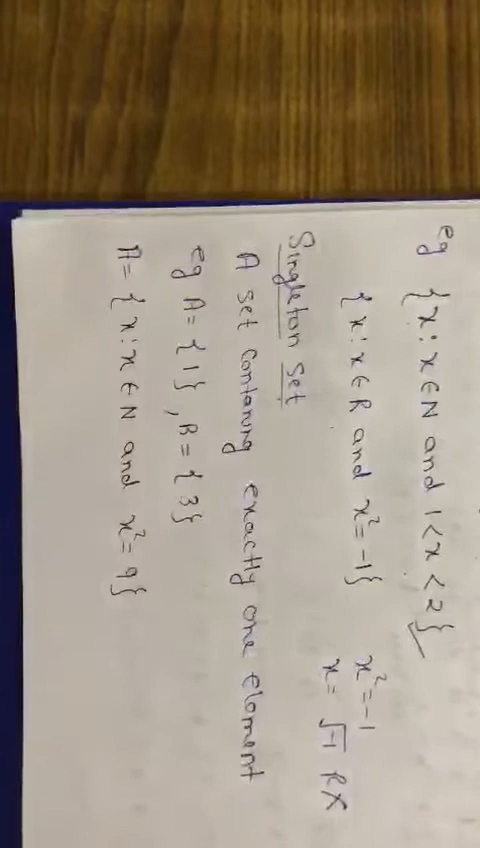 eg {x : x ∈ N and 1 < x < 2}
{x : x ∈ R and x² = -1}
x² = -1
x = √-1 R X
Singleton Set
A set containing exactly one element
eg A = {1}, B = {3}
A = {x : x ∈ N and x² = 9}